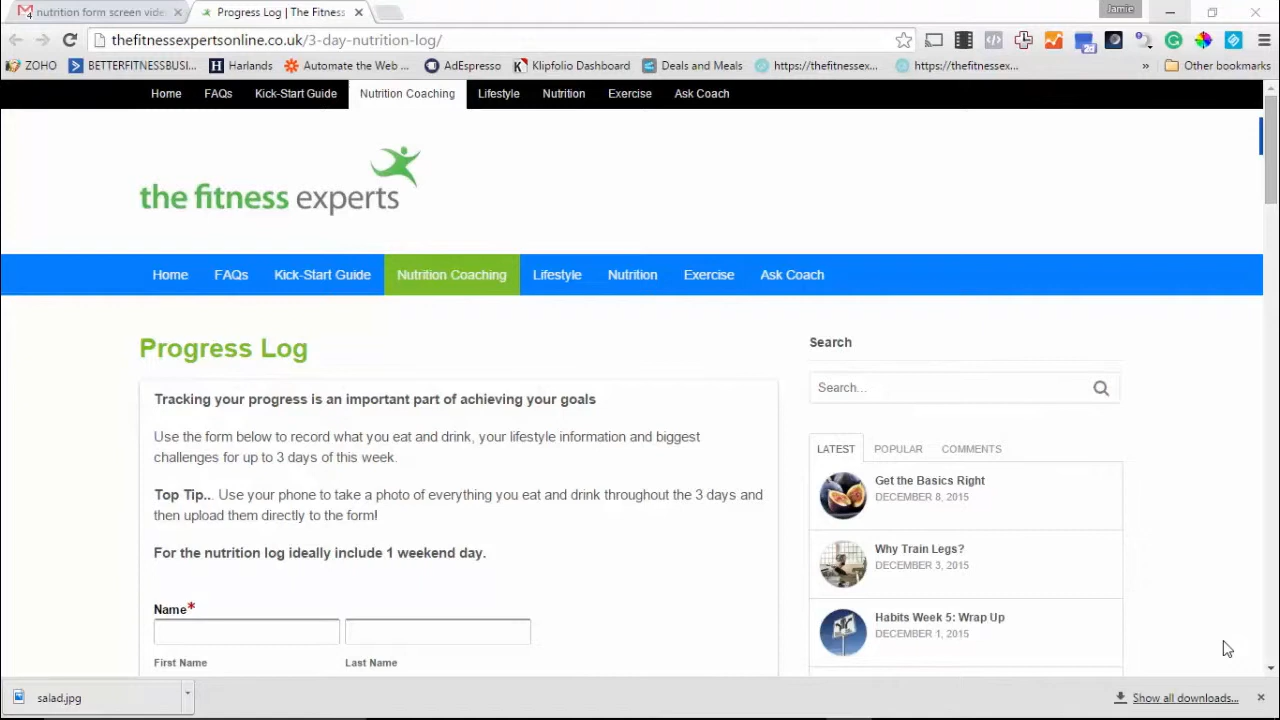 nutrition form screen vide
Progress Log | The Fitness
Jamie
thefitnessexpertsonline.co.uk/3-day-nutrition-log/
2d
ZOHO
BETTERFITNESSBUSI...
Harlands
Automate the Web ...
AdEspresso
Klipfolio Dashboard
Deals and Meals
https://thefitnessex...
https://thefitnessex...
»
Other bookmarks
Home FAQs Kick-Start Guide Nutrition Coaching Lifestyle Nutrition Exercise Ask Coach
the fitness experts
Home FAQs Kick-Start Guide Nutrition Coaching Lifestyle Nutrition Exercise Ask Coach
Progress Log
Tracking your progress is an important part of achieving your goals
Use the form below to record what you eat and drink, your lifestyle information and biggest
challenges for up to 3 days of this week.
Top Tip.. Use your phone to take a photo of everything you eat and drink throughout the 3 days and
then upload them directly to the form!
For the nutrition log ideally include 1 weekend day.
Name*
First Name Last Name
Search
Search...
LATEST POPULAR COMMENTS
Get the Basics Right
DECEMBER 8, 2015
Why Train Legs?
DECEMBER 3, 2015
Habits Week 5: Wrap Up
DECEMBER 1, 2015
salad.jpg
Show all downloads...